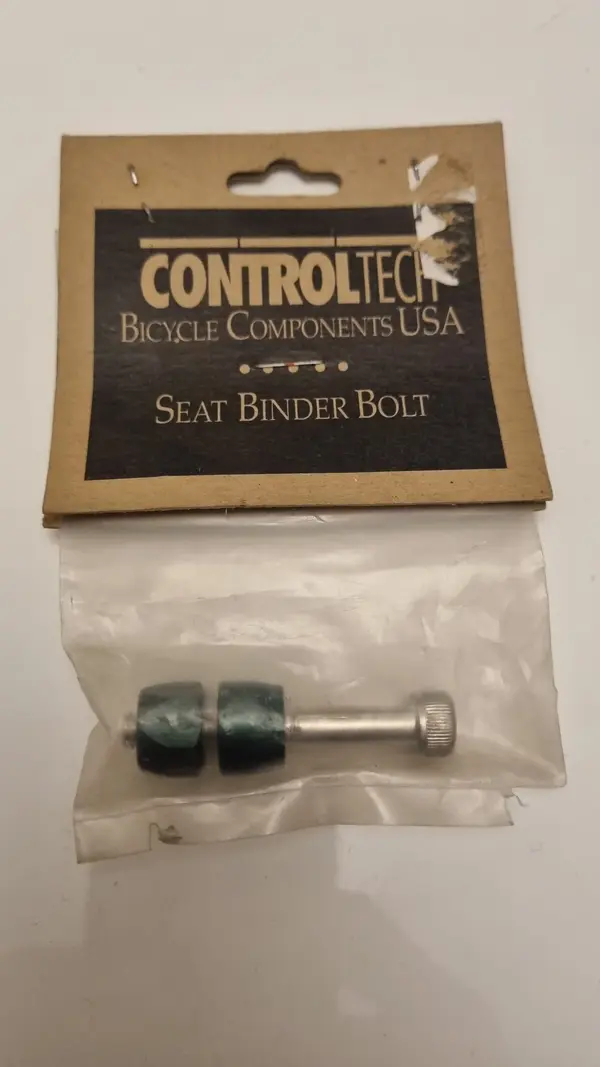 CONTROLTECH
BICYCLE COMPONENTS USA
SEAT BINDER BOLT